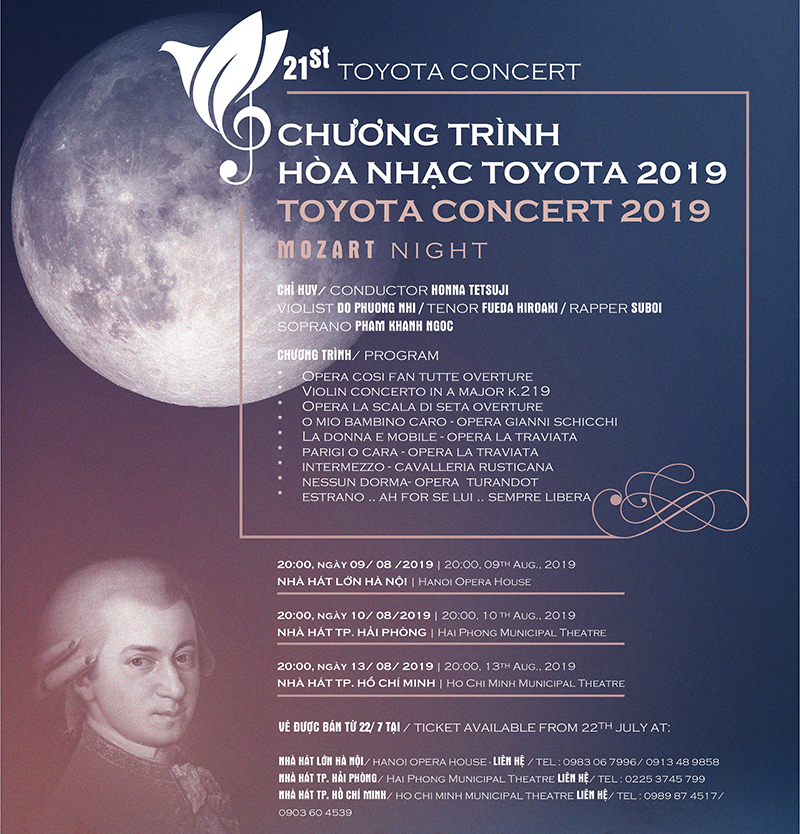 21st TOYOTA CONCERT
CHƯƠNG TRÌNH
HÒA NHẠC TOYOTA 2019
TOYOTA CONCERT 2019
MOZART NIGHT
CHỈ HUY/ CONDUCTOR HONNA TETSUJI
VIOLIST DO PHUONG NHI / TENOR FUEDA HIROAKI / RAPPER SUBOI
SOPRANO PHAM KHANH NGOC
CHƯƠNG TRÌNH/ PROGRAM
* OPERA COSI FAN TUTTE OVERTURE
* VIOLIN CONCERTO IN A MAJOR K.219
* OPERA LA SCALA DI SETA OVERTURE
* O MIO BAMBINO CARO - OPERA GIANNI SCHICCHI
* LA DONNA E MOBILE - OPERA LA TRAVIATA
* PARIGI O CARA - OPERA LA TRAVIATA
* INTERMEZZO - CAVALLERIA RUSTICANA
* NESSUN DORMA- OPERA TURANDOT
* ESTRANO .. AH FOR SE LUI .. SEMPRE LIBERA
20:00, NGÀY 09/ 08 /2019 | 20:00, 09TH AUG., 2019
NHÀ HÁT LỚN HÀ NỘI | HANOI OPERA HOUSE
20:00, NGÀY 10/ 08/2019 | 20:00, 10 TH AUG., 2019
NHÀ HÁT TP. HẢI PHÒNG | HAI PHONG MUNICIPAL THEATRE
20:00, NGÀY 13/ 08/ 2019 | 20:00, 13TH AUG., 2019
NHÀ HÁT TP. HỒ CHÍ MINH | HO CHI MINH MUNICIPAL THEATRE
VÉ ĐƯỢC BÁN TỪ 22/ 7 TẠI / TICKET AVAILABLE FROM 22TH JULY AT:
NHÀ HÁT LỚN HÀ NỘI/ HANOI OPERA HOUSE - LIÊN HỆ / TEL : 0983 06 7996/ 0913 48 9858
NHÀ HÁT TP. HẢI PHÒNG/ HAI PHONG MUNICIPAL THEATRE LIÊN HỆ/ TEL : 0225 3745 799
NHÀ HÁT TP. HỒ CHÍ MINH/ HO CHI MINH MUNICIPAL THEATRE LIÊN HỆ/ TEL : 0989 87 4517/
0903 60 4539